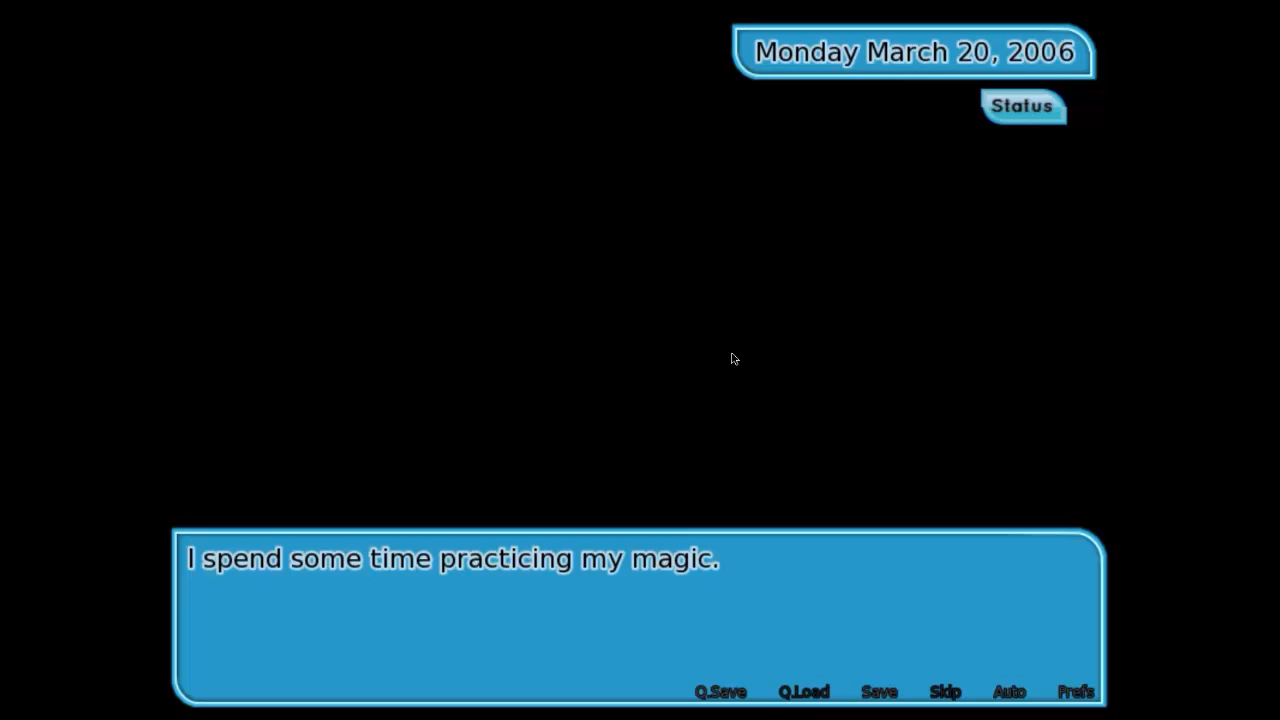 Monday March 20, 2006
Status
I spend some time practicing my magic.
Q.Save Q.Load Save Skip Auto Prefs